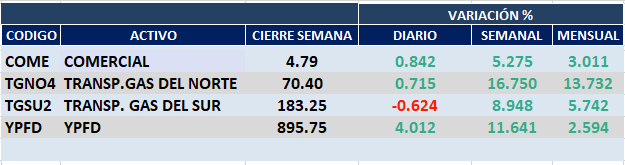 VARIACIÓN %
CODIGO ACTIVO CIERRE SEMANA DIARIO SEMANAL MENSUAL
COME COMERCIAL 4.79 0.842 5.275 3.011
TGNO4 TRANSP.GAS DEL NORTE 70.40 0.715 16.750 13.732
TGSU2 TRANSP. GAS DEL SUR 183.25 -0.624 8.948 5.742
YPFD YPFD 895.75 4.012 11.641 2.594